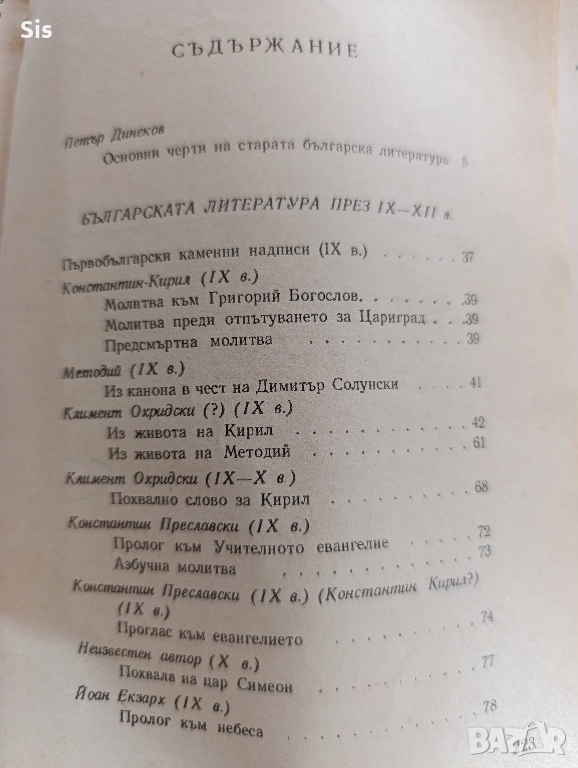 Sis
СЪДЪРЖАНИЕ
Петър Динеков
Основни черти на старата българска литература 5
БЪЛГАРСКАТА ЛИТЕРАТУРА ПРЕЗ IX—XII в.
Първобългарски каменни надписи (IX в.) . . 37
Константин-Кирил (IX в.)
Молитва към Григорий Богослов. . . . . . . 39
Молитва преди отпътуването за Цариград . . 39
Предсмъртна молитва . . . . . . . . . . . 39
Методий (IX в.)
Из канона в чест на Димитър Солунски . . . . 41
Климент Охридски (?) (IX в.)
Из живота на Кирил . . . . . . . . . . . 42
Из живота на Методий . . . . . . . . . . 61
Климент Охридски (IX—X в.)
Похвално слово за Кирил . . . . . . . . . 68
Константин Преславски (IX в.)
Пролог към Учителното евангелие . . . . . 72
Азбучна молитва . . . . . . . . . . . . 73
Константин Преславски (IX в.) (Константин Кирил?)
(IX в.)
Проглас към евангелието . . . . . . . . . 74
Неизвестен автор (X в.)
Похвала на цар Симеон . . . . . . . . . . 77
Йоан Екзарх (IX в.)
Пролог към небеса . . . . . . . . . . . 78
223
BAZAR